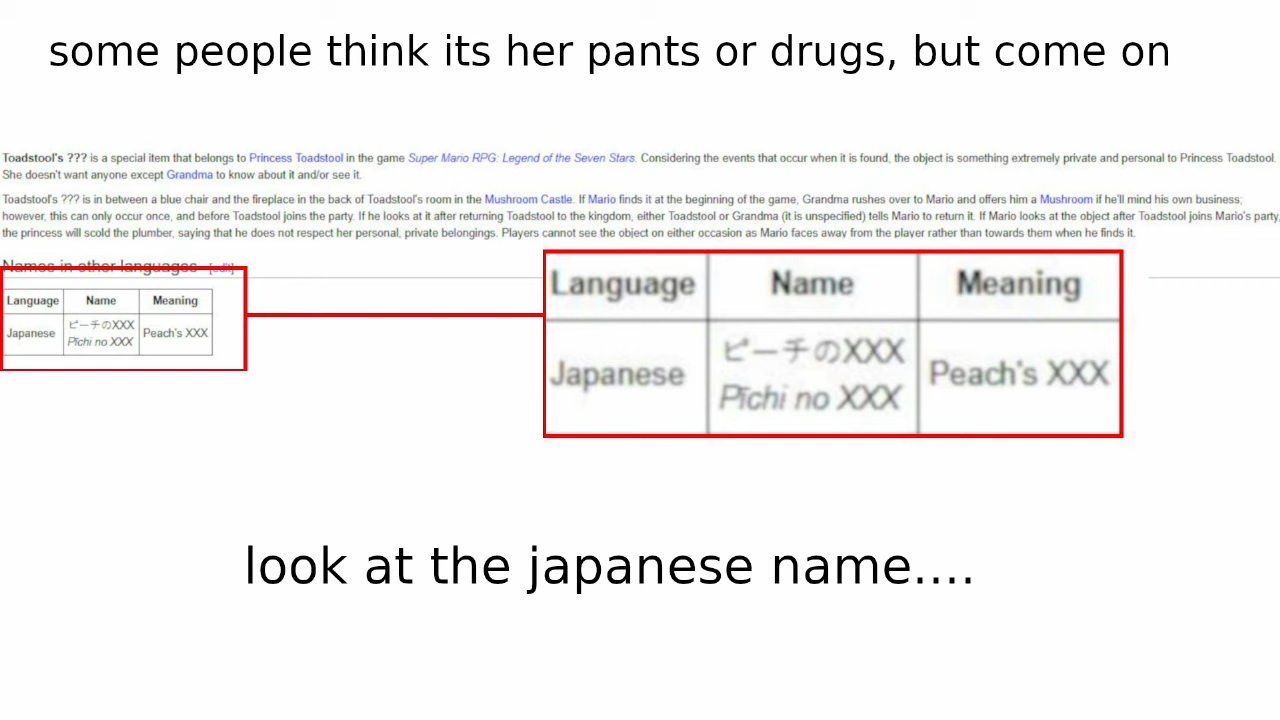 some people think its her pants or drugs, but come on
Toadstool's ??? is a special item that belongs to Princess Toadstool in the game Super Mario RPG: Legend of the Seven Stars. Considering the events that occur when it is found, the object is something extremely private and personal to Princess Toadstool.
She doesn't want anyone except Grandma to know about it and/or see it.
Toadstool's ??? is in between a blue chair and the fireplace in the back of Toadstool's room in the Mushroom Castle. If Mario finds it at the beginning of the game, Grandma rushes over to Mario and offers him a Mushroom if he'll mind his own business;
however, this can only occur once, and before Toadstool joins the party. If he looks at it after returning Toadstool to the kingdom, either Toadstool or Grandma (it is unspecified) tells Mario to return it. If Mario looks at the object after Toadstool joins Mario's party,
the princess will scold the plumber, saying that he does not respect her personal, private belongings. Players cannot see the object on either occasion as Mario faces away from the player rather than towards them when he finds it.
Names in other languages [edit]
Language Name Meaning
Japanese ピーチのXXX Peach's XXX
Pīchi no XXX
Language Name Meaning
Japanese ピーチのXXX Peach's XXX
Pīchi no XXX
look at the japanese name....